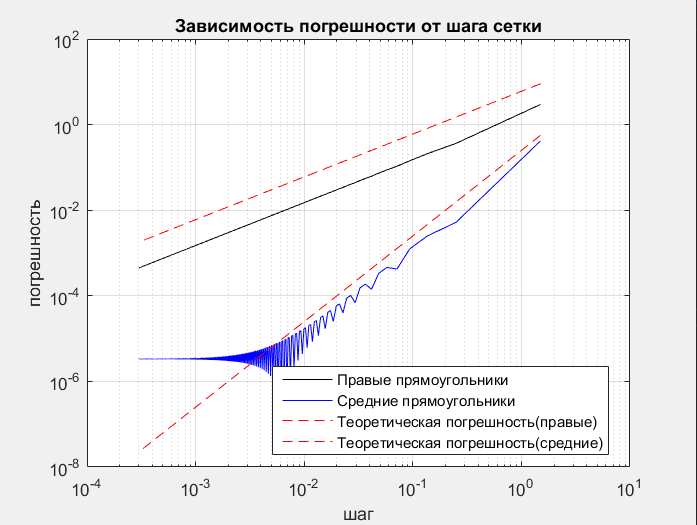 Зависимость погрешности от шага сетки
10^2
10^0
10^-2
10^-4
10^-6
10^-8
погрешность
Правые прямоугольники
Средние прямоугольники
Теоретическая погрешность(правые)
Теоретическая погрешность(средние)
10^-4
10^-3
10^-2
10^-1
10^0
10^1
шаг